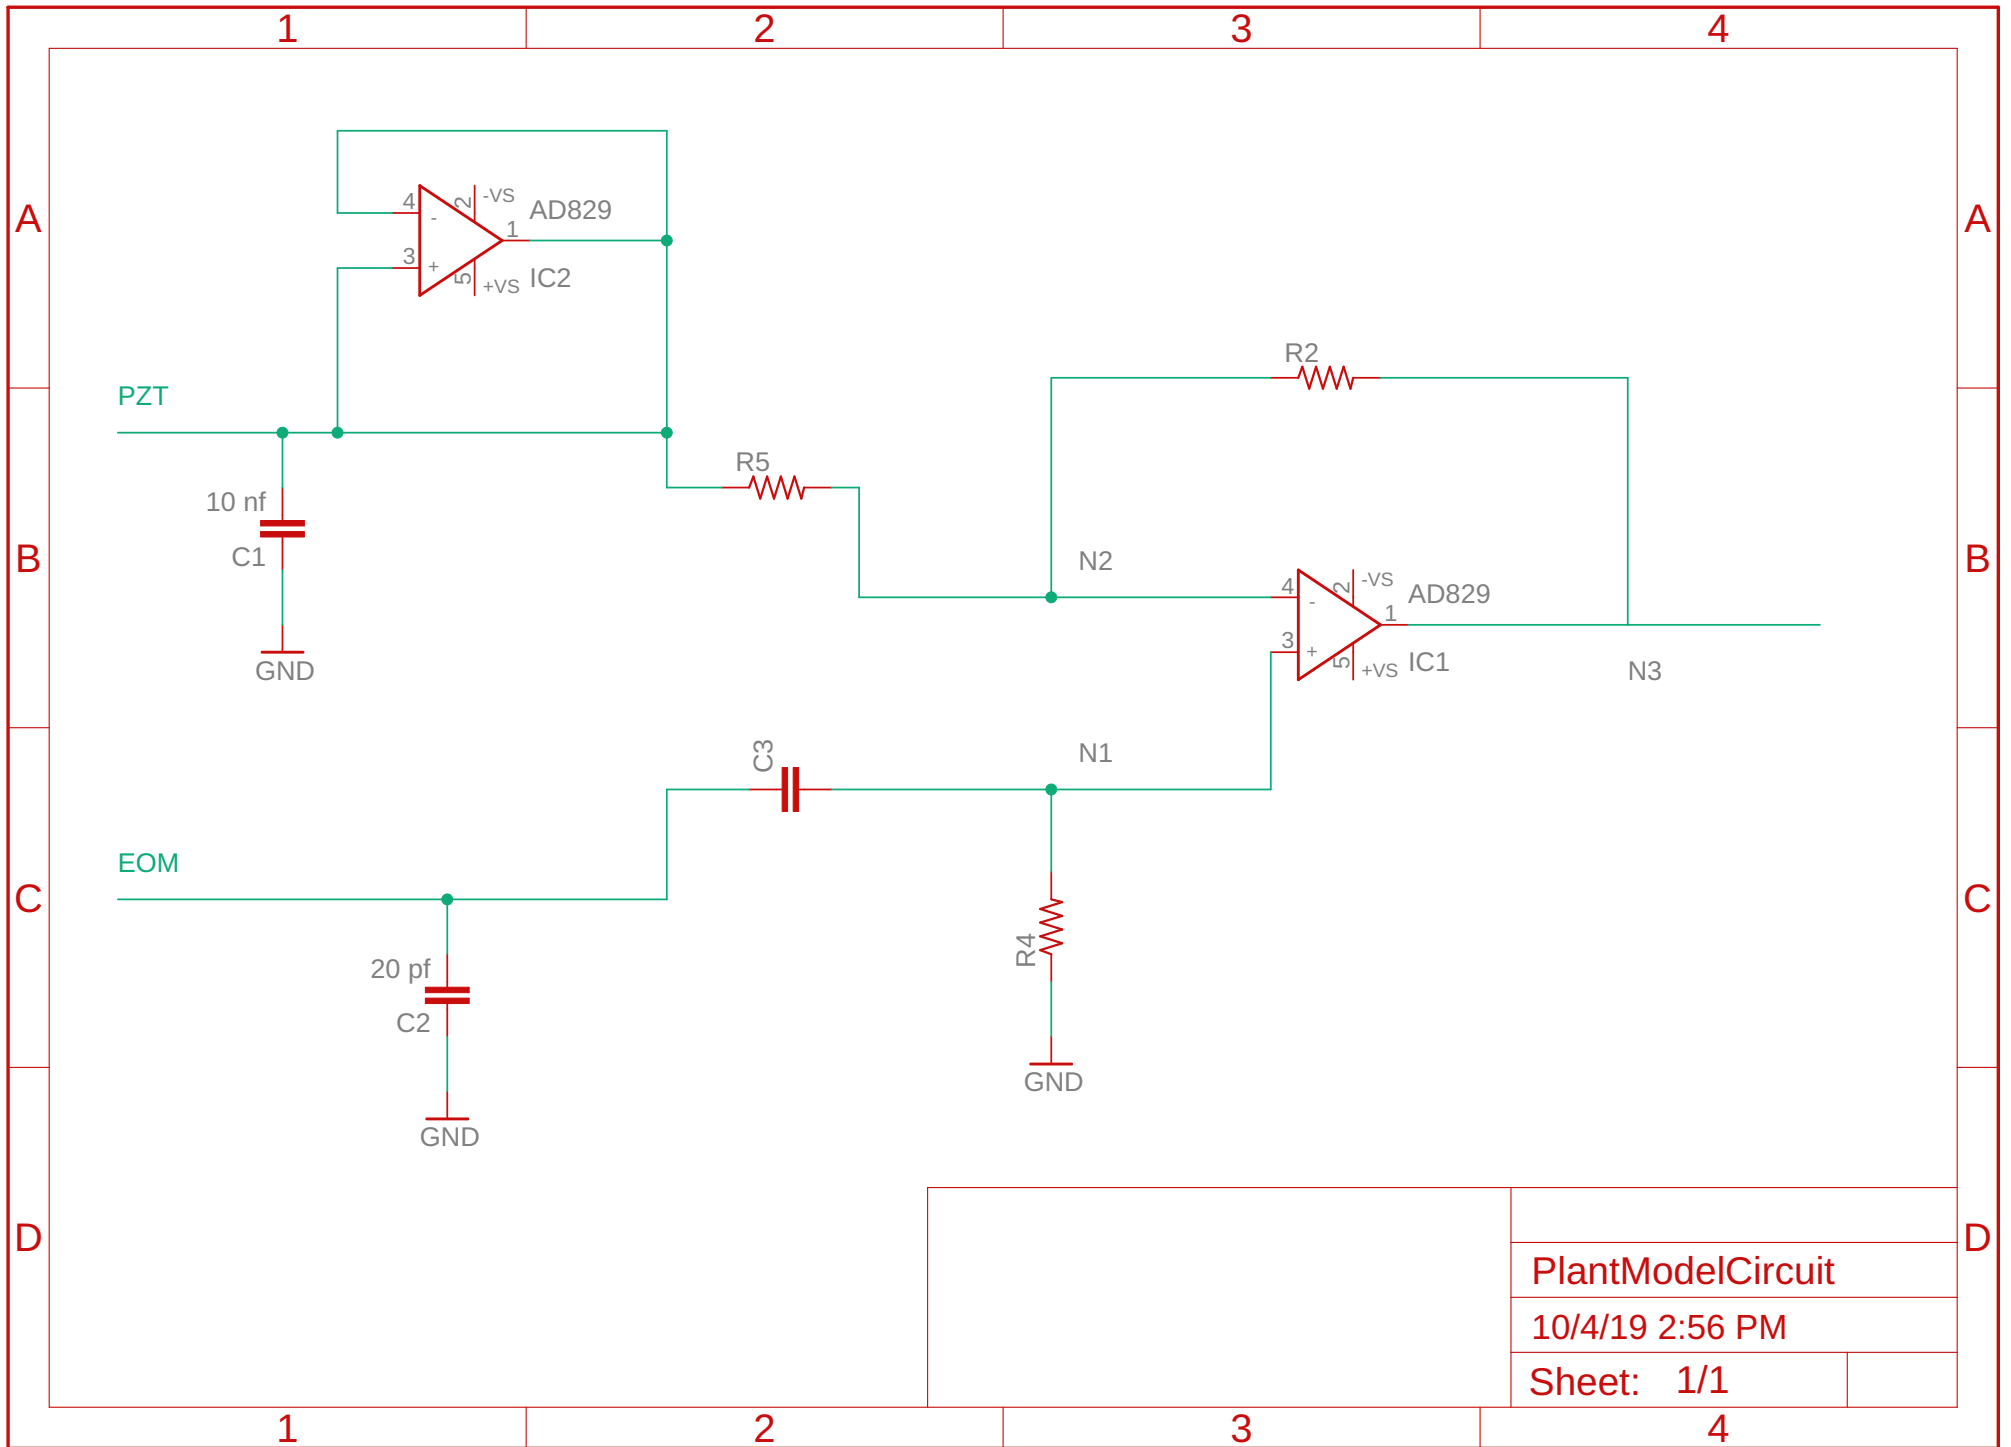 1 2 3 4
A A
4 - 2 -VS AD829
1
3 + 5 +VS IC2
R2
PZT
R5
10 nf
C1
B B
N2
4 - 2 -VS AD829
1
3 + 5 +VS IC1
GND
N3
C3
N1
EOM
C C
R4
20 pf
C2
GND
GND
D D
PlantModelCircuit
10/4/19 2:56 PM
Sheet: 1/1
1 2 3 4